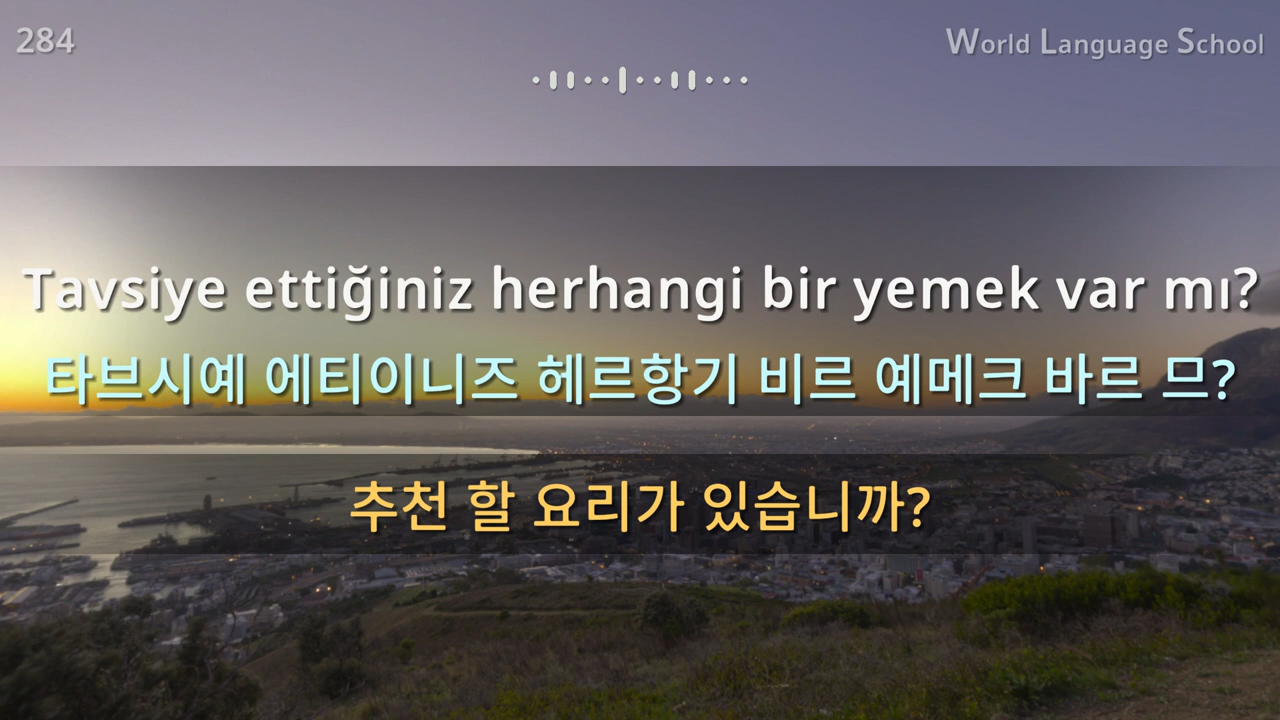 284
World Language School
Tavsiye ettiğiniz herhangi bir yemek var mı?
타브시예 에티이니즈 헤르항기 비르 예메크 바르 므?
추천 할 요리가 있습니까?